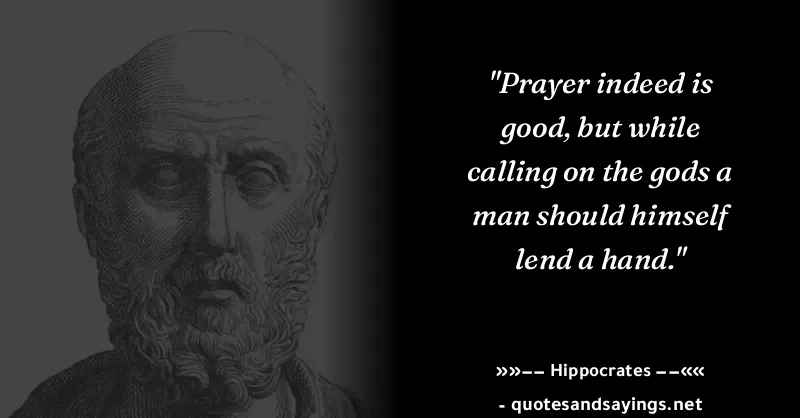 "Prayer indeed is
good, but while
calling on the gods a
man should himself
lend a hand."
»»–– Hippocrates ––««
- quotesandsayings.net